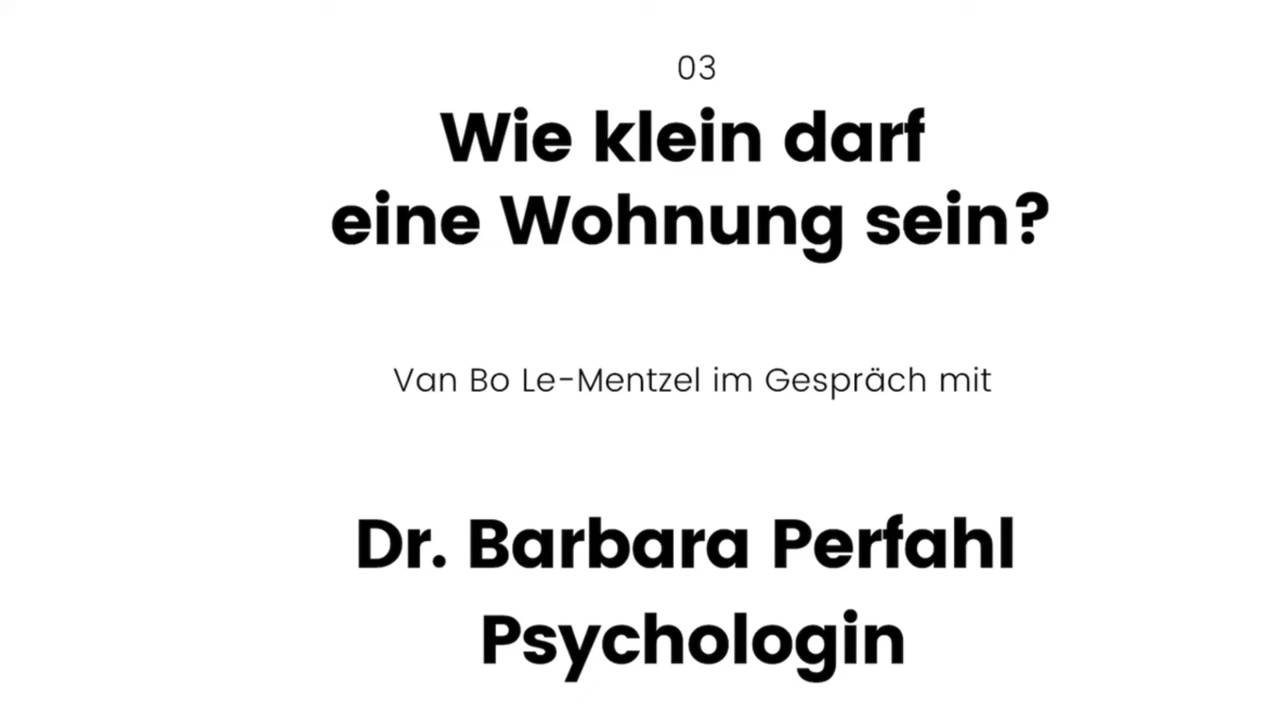 03
Wie klein darf
eine Wohnung sein?
Van Bo Le-Mentzel im Gespräch mit
Dr. Barbara Perfahl
Psychologin